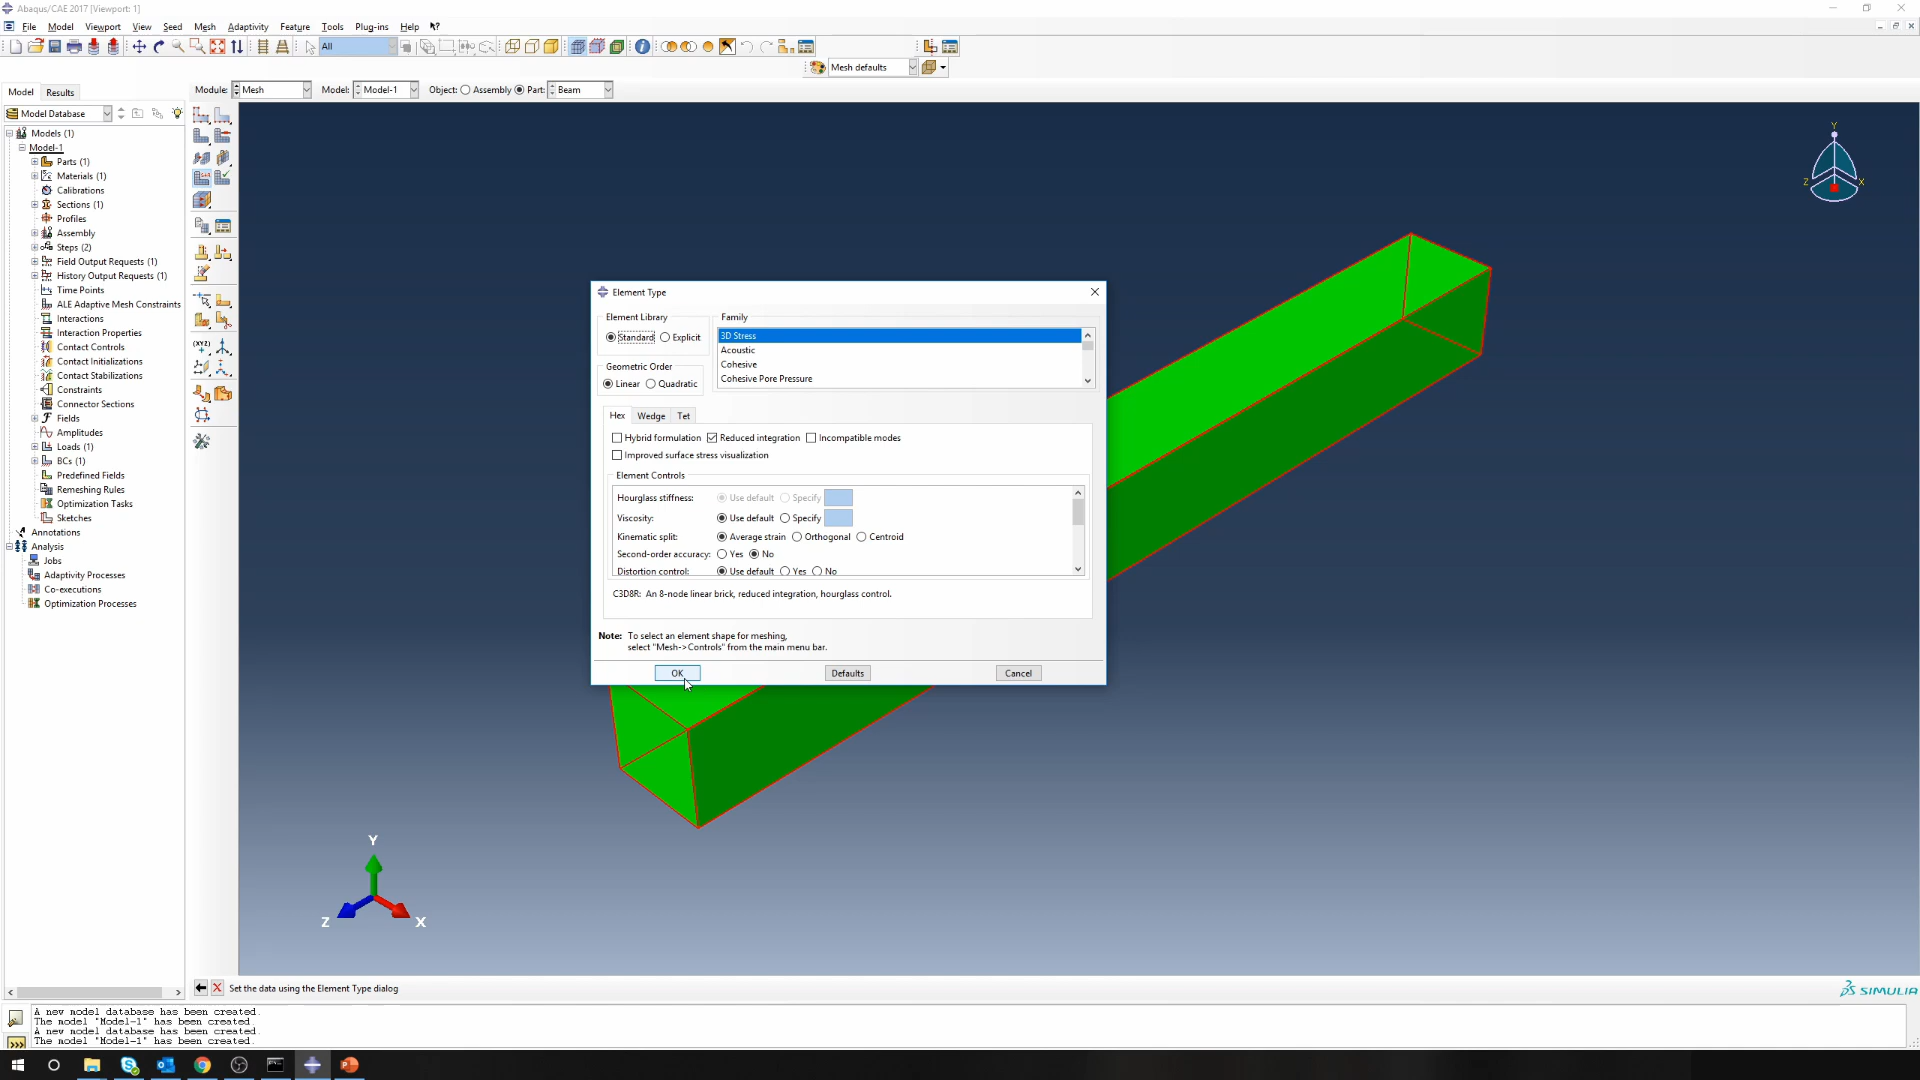 Abaqus/CAE 2017 [Viewport: 1]
File Model Viewport View Seed Mesh Adaptivity Feature Tools Plug-ins Help
All
Mesh defaults
Model Results
Module: Mesh Model: Model-1 Object: Assembly Part: Beam
Model Database
Models (1)
Model-1
Parts (1)
Materials (1)
Calibrations
Sections (1)
Profiles
Assembly
Steps (2)
Field Output Requests (1)
History Output Requests (1)
Time Points
ALE Adaptive Mesh Constraints
Interactions
Interaction Properties
Contact Controls
Contact Initializations
Contact Stabilizations
Constraints
Connector Sections
Fields
Amplitudes
Loads (1)
BCs (1)
Predefined Fields
Remeshing Rules
Optimization Tasks
Sketches
Annotations
Analysis
Jobs
Adaptivity Processes
Co-executions
Optimization Processes
(XYZ)
Y
Z X
Element Type
Element Library
Standard Explicit
Geometric Order
Linear Quadratic
Family
3D Stress
Acoustic
Cohesive
Cohesive Pore Pressure
Hex Wedge Tet
Hybrid formulation Reduced integration Incompatible modes
Improved surface stress visualization
Element Controls
Hourglass stiffness: Use default Specify
Viscosity: Use default Specify
Kinematic split: Average strain Orthogonal Centroid
Second-order accuracy: Yes No
Distortion control: Use default Yes No
C3D8R: An 8-node linear brick, reduced integration, hourglass control.
Note: To select an element shape for meshing,
select "Mesh->Controls" from the main menu bar.
OK Defaults Cancel
Y
Z X
Set the data using the Element Type dialog
SIMULIA
A new model database has been created.
The model "Model-1" has been created.
A new model database has been created.
The model "Model-1" has been created.
>>>